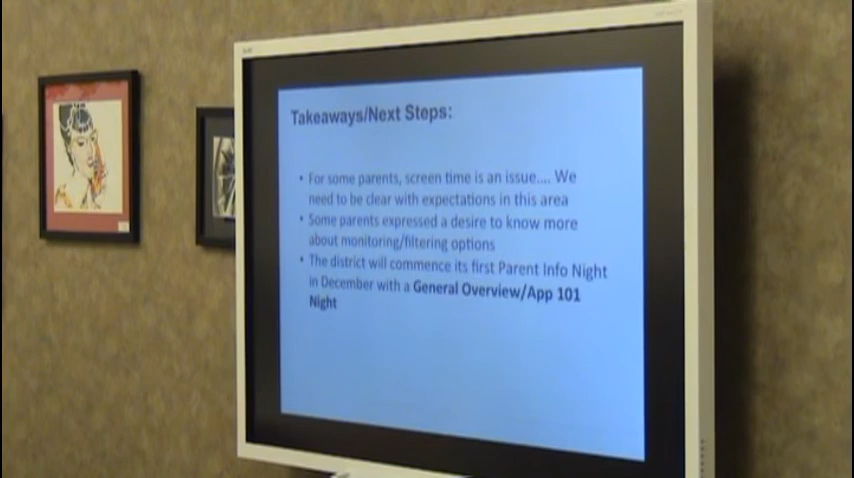 Takeaways/Next Steps:
• For some parents, screen time is an issue.... We
need to be clear with expectations in this area
• Some parents expressed a desire to know more
about monitoring/filtering options
• The district will commence its first Parent Info Night
in December with a General Overview/App 101
Night